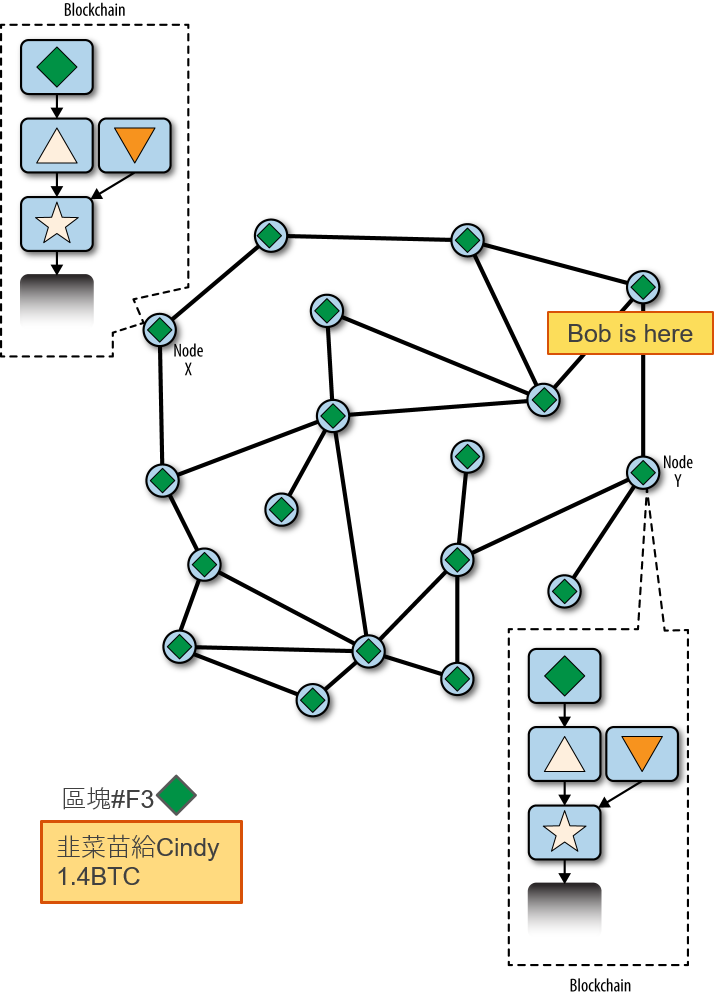 Blockchain
Bob is here
Node
X
Node
Y
區塊#F3
韭菜苗給Cindy
1.4BTC
Blockchain